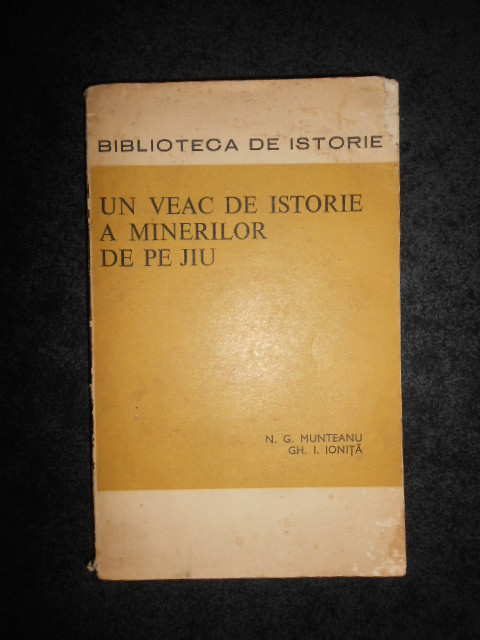 BIBLIOTECA DE ISTORIE
UN VEAC DE ISTORIE
A MINERILOR
DE PE JIU
N. G. MUNTEANU
GH. I. IONIȚĂ